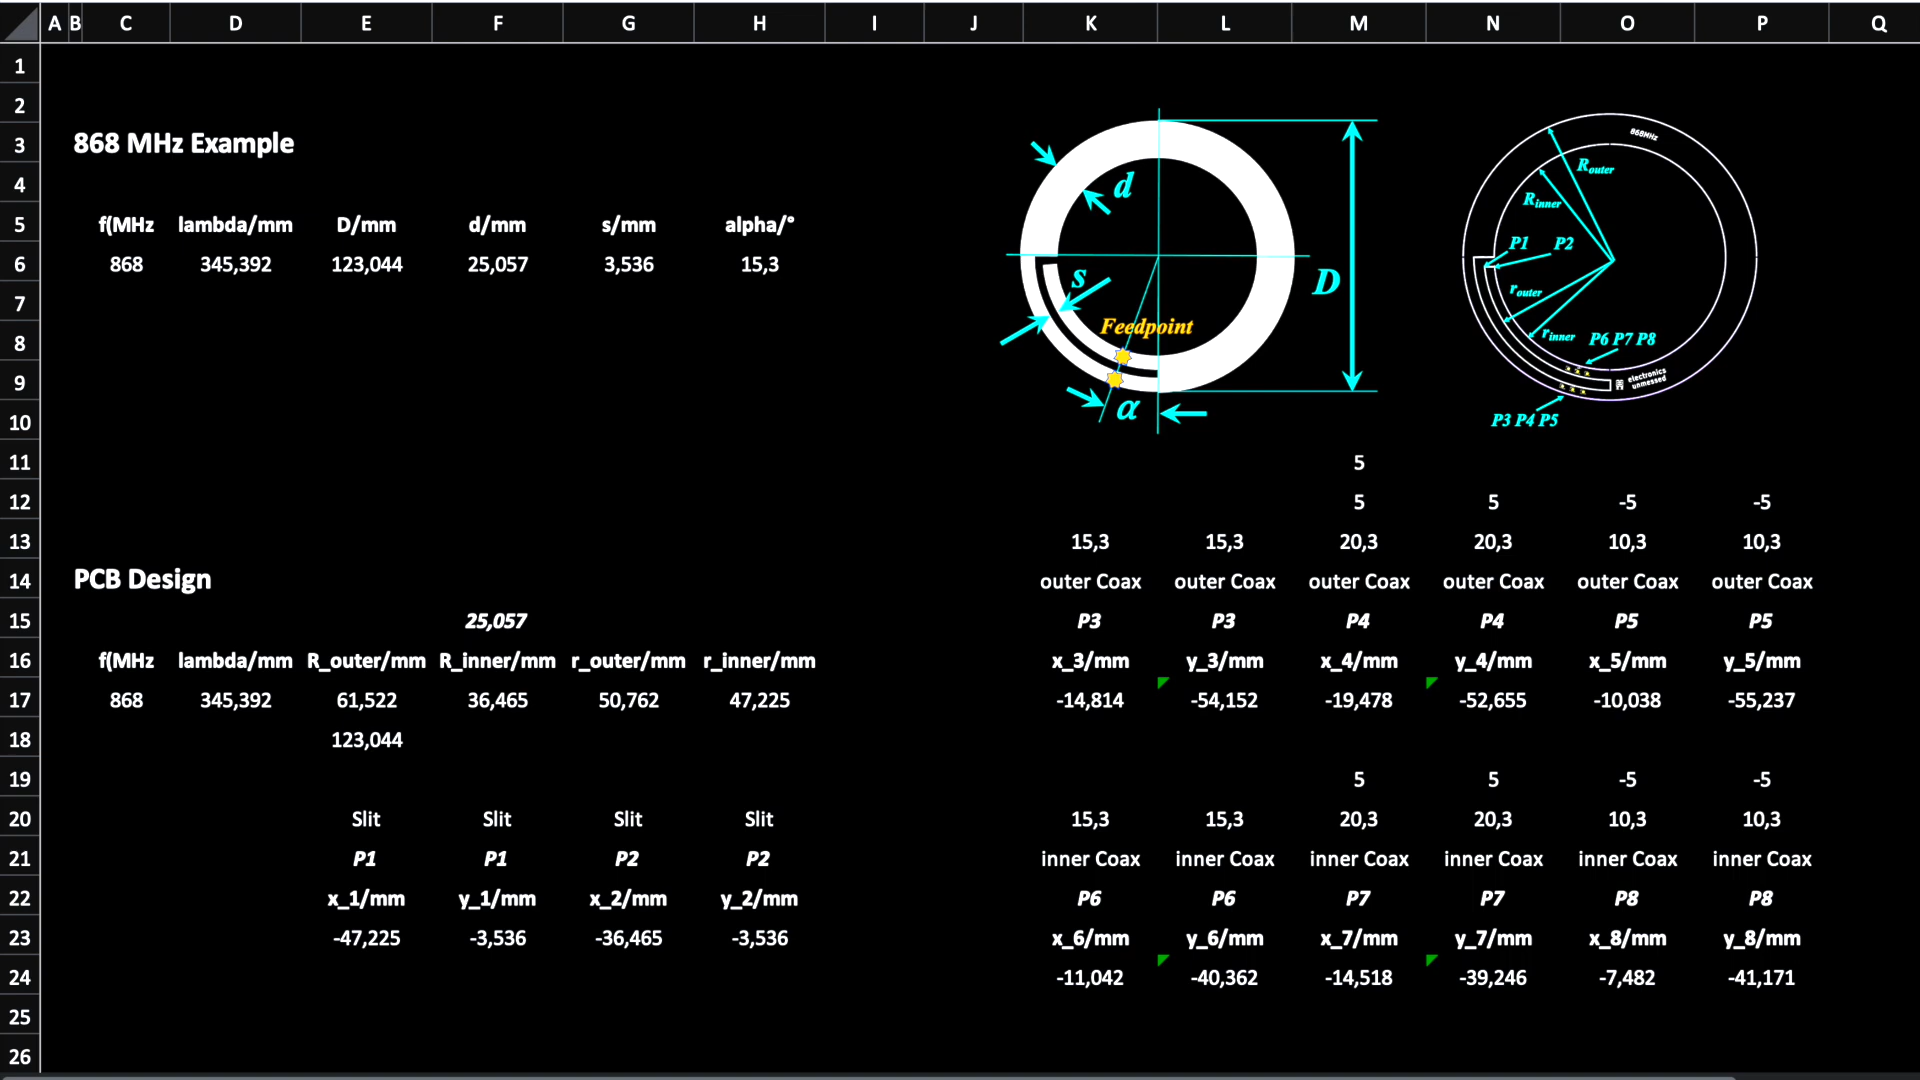 A B C D E F G H I J K L M N O P Q
1
2
3 868 MHz Example
4
5 f(MHz lambda/mm D/mm d/mm s/mm alpha/°
6 868 345,392 123,044 25,057 3,536 15,3
7
8
9
10
d
s
D
Feedpoint
α
868MHz
R outer
R inner
P1 P2
r outer
r inner
P6 P7 P8
electronics
unmessed
P3 P4 P5
11 5
12 5 5 -5 -5
13 15,3 15,3 20,3 20,3 10,3 10,3
14 PCB Design outer Coax outer Coax outer Coax outer Coax outer Coax outer Coax
15 25,057 P3 P3 P4 P4 P5 P5
16 f(MHz lambda/mm R_outer/mm R_inner/mm r_outer/mm r_inner/mm x_3/mm y_3/mm x_4/mm y_4/mm x_5/mm y_5/mm
17 868 345,392 61,522 36,465 50,762 47,225 -14,814 -54,152 -19,478 -52,655 -10,038 -55,237
18 123,044
19 5 5 -5 -5
20 Slit Slit Slit Slit 15,3 15,3 20,3 20,3 10,3 10,3
21 P1 P1 P2 P2 inner Coax inner Coax inner Coax inner Coax inner Coax inner Coax
22 x_1/mm y_1/mm x_2/mm y_2/mm P6 P6 P7 P7 P8 P8
23 -47,225 -3,536 -36,465 -3,536 x_6/mm y_6/mm x_7/mm y_7/mm x_8/mm y_8/mm
24 -11,042 -40,362 -14,518 -39,246 -7,482 -41,171
25
26